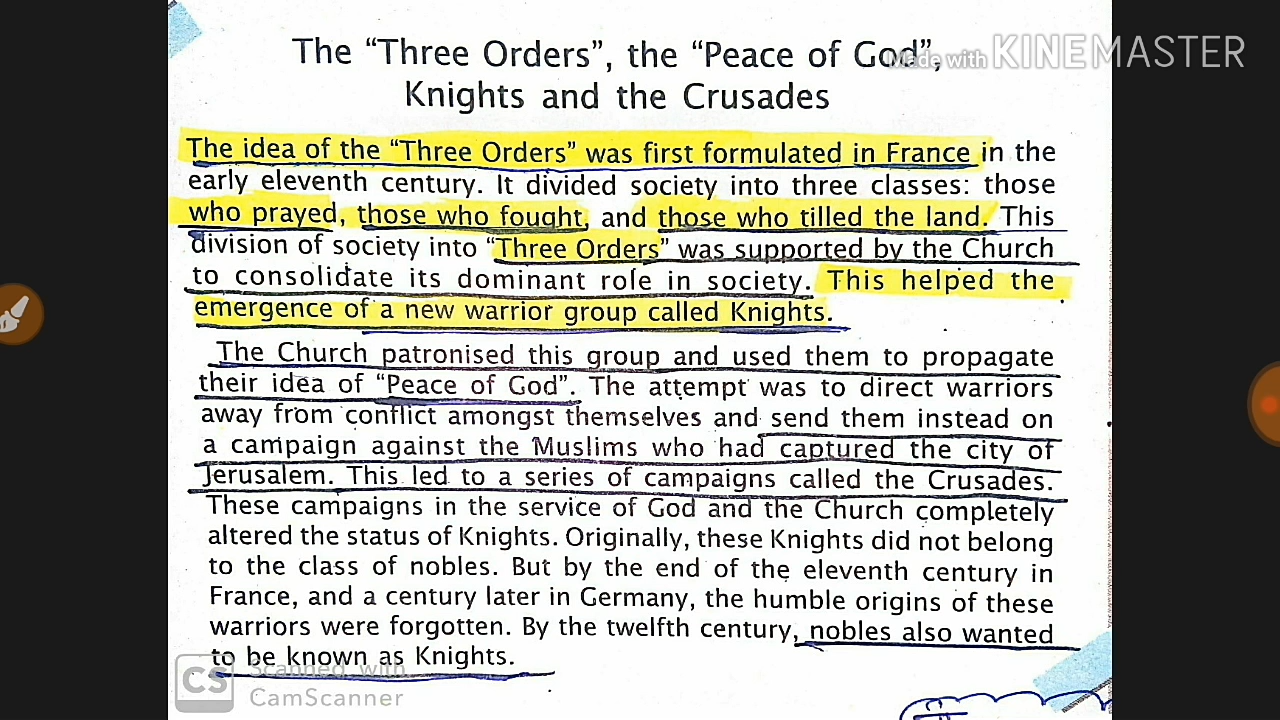 The “Three Orders”, the “Peace of God”,
Made with KINEMASTER
Knights and the Crusades
The idea of the “Three Orders” was first formulated in France in the
early eleventh century. It divided society into three classes: those
who prayed, those who fought, and those who tilled the land. This
division of society into “Three Orders” was supported by the Church
to consolidate its dominant role in society. This helped the
emergence of a new warrior group called Knights.
The Church patronised this group and used them to propagate
their idea of “Peace of God”. The attempt was to direct warriors
away from conflict amongst themselves and send them instead on
a campaign against the Muslims who had captured the city of
Jerusalem. This led to a series of campaigns called the Crusades.
These campaigns in the service of God and the Church completely
altered the status of Knights. Originally, these Knights did not belong
to the class of nobles. But by the end of the eleventh century in
France, and a century later in Germany, the humble origins of these
warriors were forgotten. By the twelfth century, nobles also wanted
to be known as Knights.
CS Scanned with
CamScanner